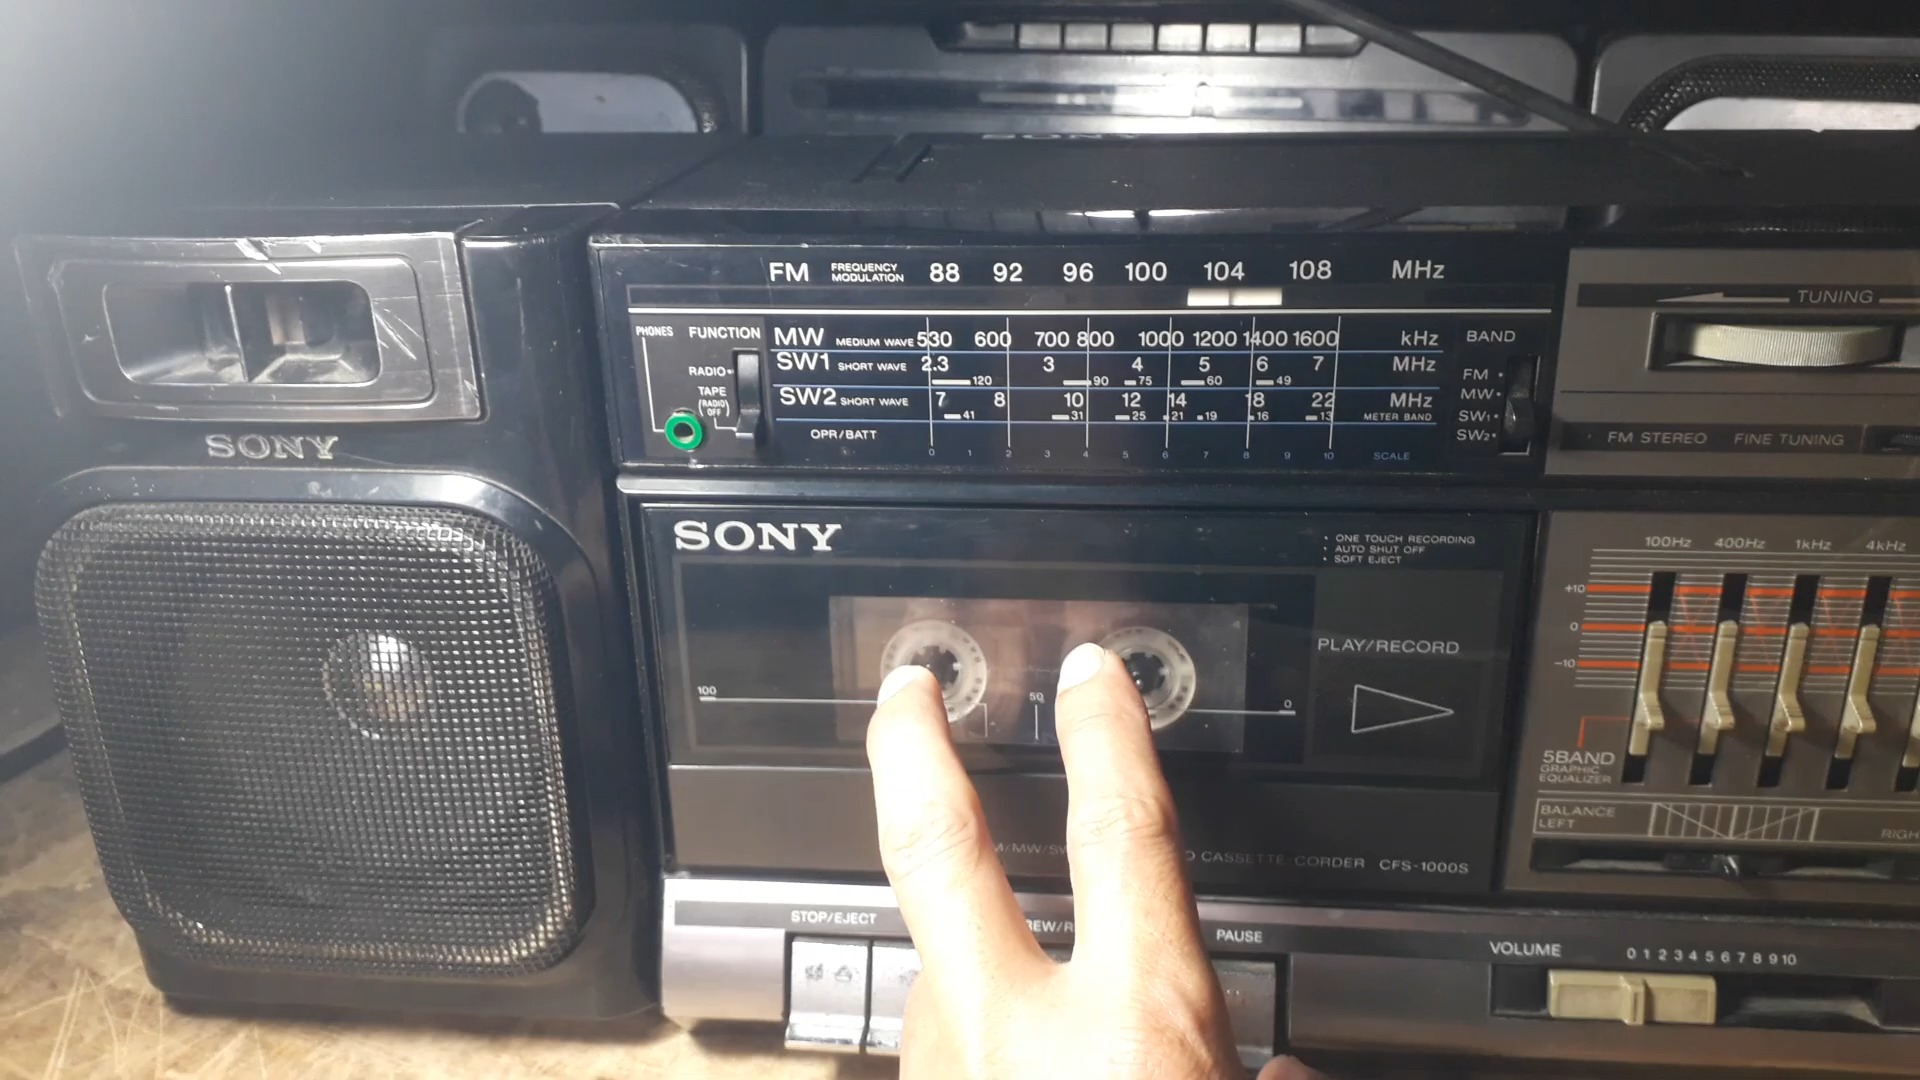 FM FREQUENCY MODULATION 88 92 96 100 104 108 MHz
TUNING
PHONES FUNCTION
MW MEDIUM WAVE 530 600 700 800 1000 1200 1400 1600 kHz
BAND
SW1 SHORT WAVE 2.3 3 4 5 6 7 MHz
RADIO
120 90 75 60 49
FM
TAPE
(RADIO OFF)
SW2 SHORT WAVE 7 8 10 12 14 18 22 MHz
MW
41 31 25 21 19 16 13 METER BAND
SW1
OPR/BATT
SW2
0 1 2 3 4 5 6 7 8 9 10 SCALE
FM STEREO FINE TUNING
SONY
SONY
• ONE TOUCH RECORDING
• AUTO SHUT OFF
• SOFT EJECT
100Hz 400Hz 1kHz 4kHz
+10
0
-10
PLAY/RECORD
100 50 0
5BAND
GRAPHIC
EQUALIZER
BALANCE
LEFT
CASSETTE-CORDER CFS-1000S
STOP/EJECT
PAUSE
VOLUME 0 1 2 3 4 5 6 7 8 9 10